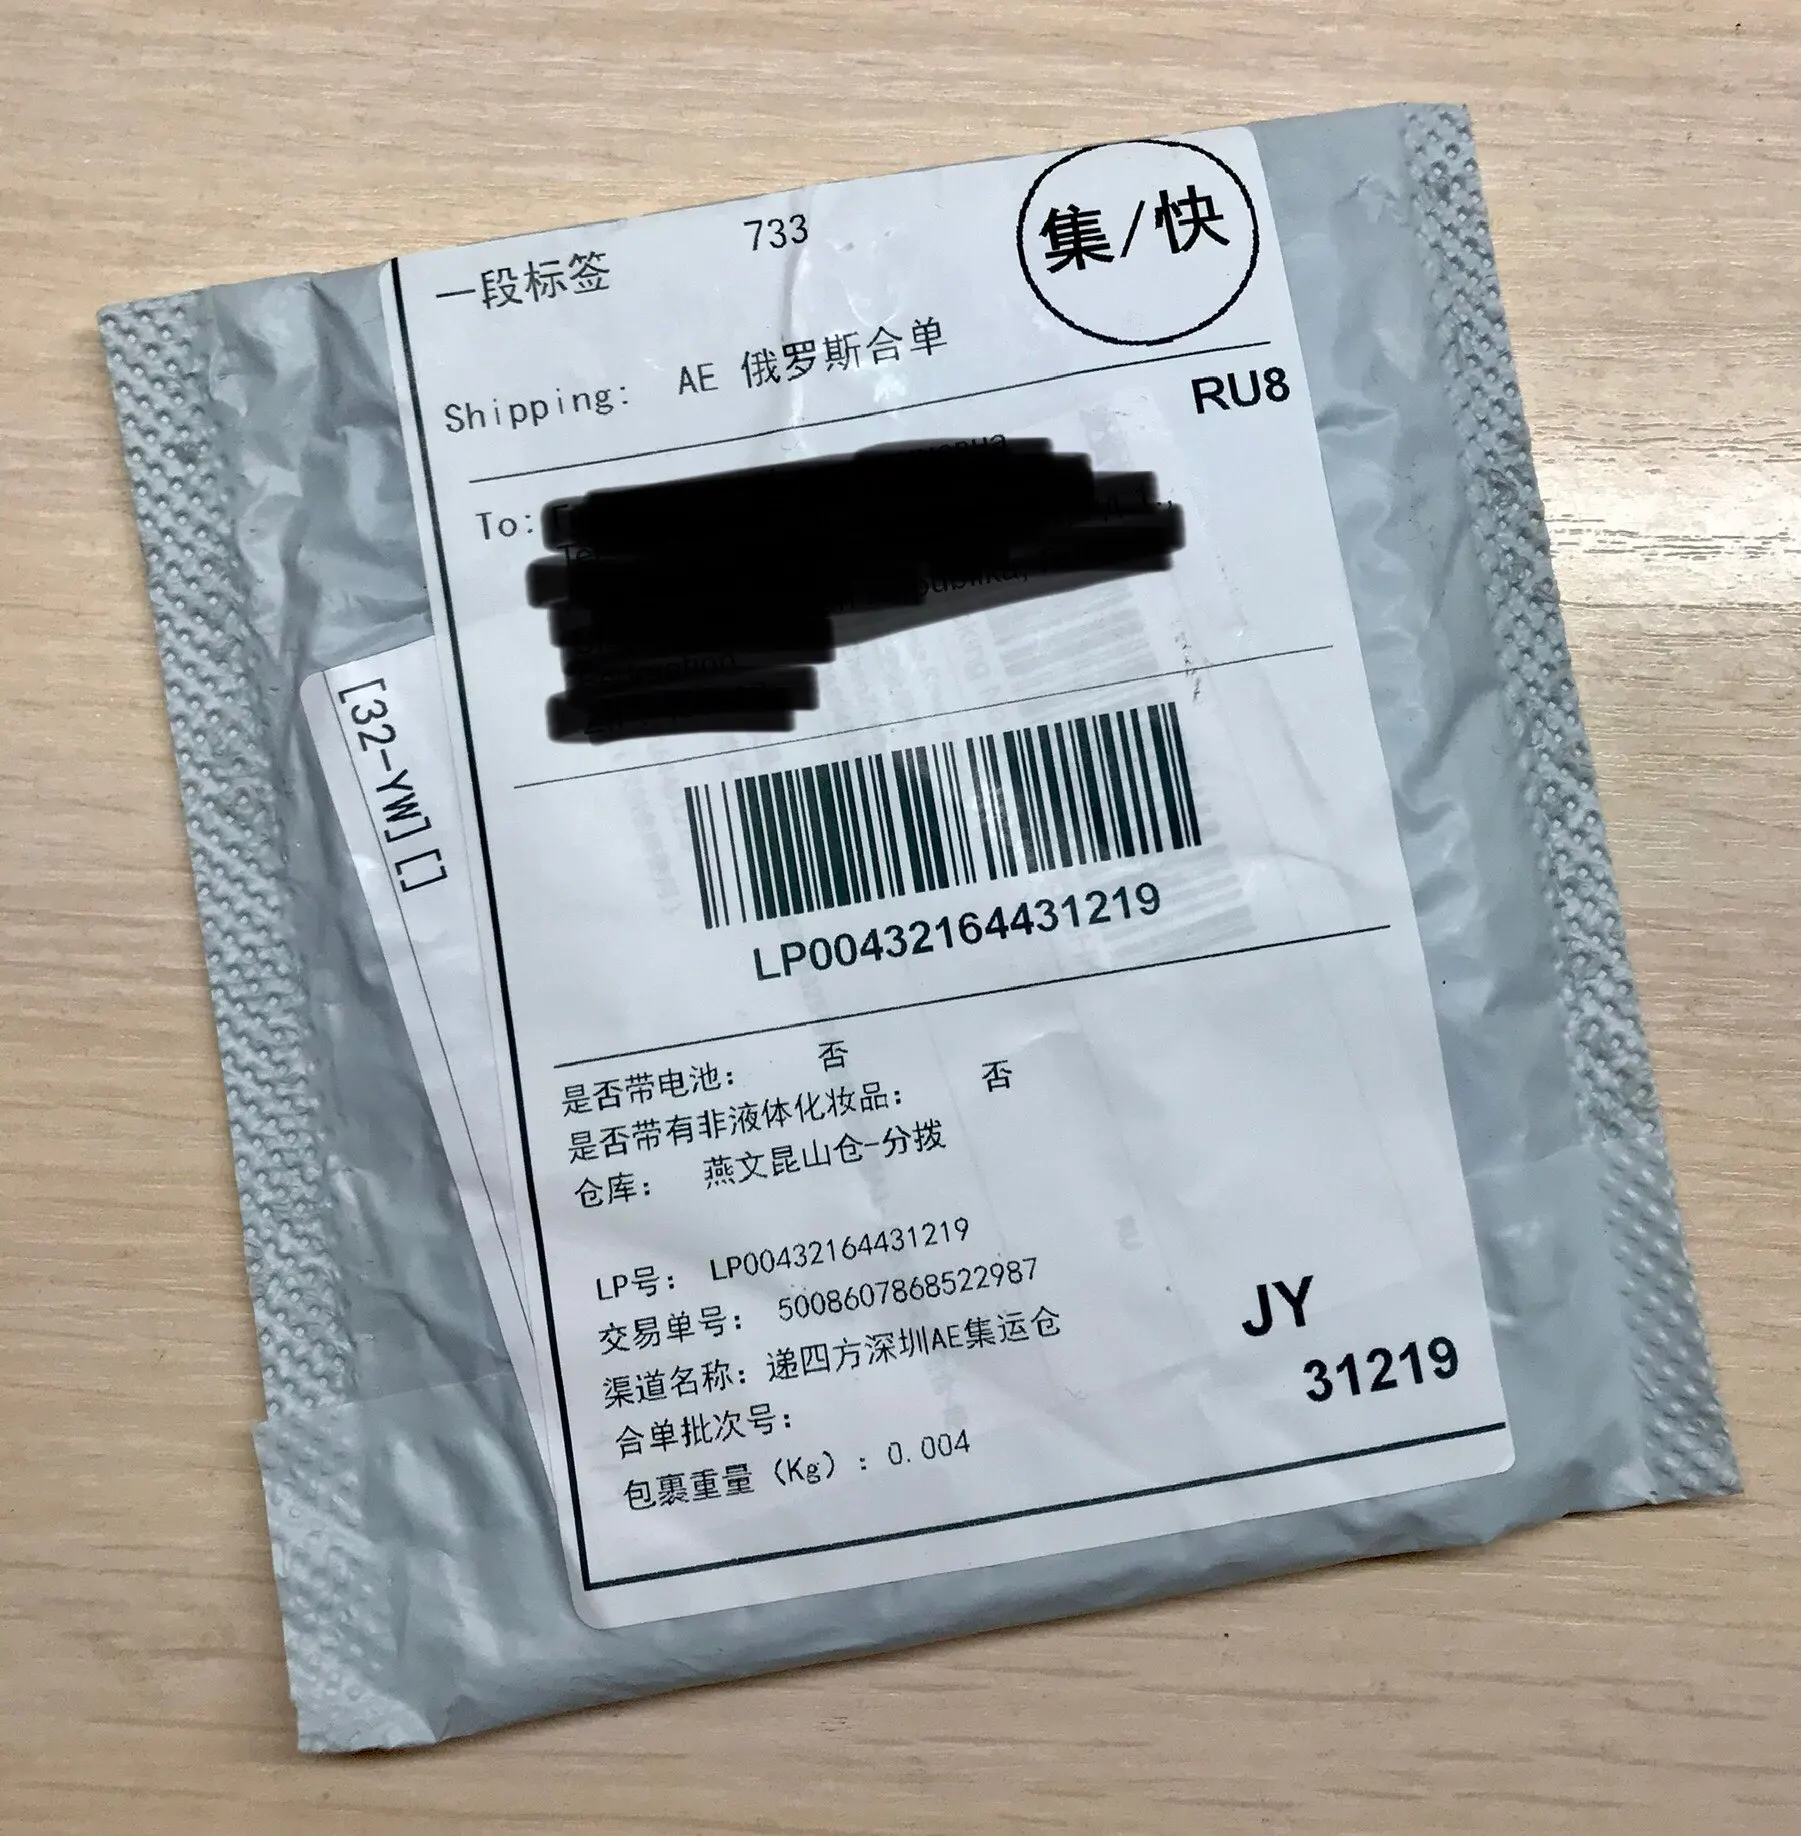 一段标签 733
集/快
Shipping: AE 俄罗斯合单
RU8
To:
[32-YW][]
LP00432164431219
是否带电池: 否
是否带有非液体化妆品: 否
仓库: 燕文昆山仓-分拨
LP号: LP00432164431219
交易单号: 5008607868522987
渠道名称: 递四方深圳AE集运仓
JY
合单批次号:
31219
包裹重量 (Kg) : 0.004